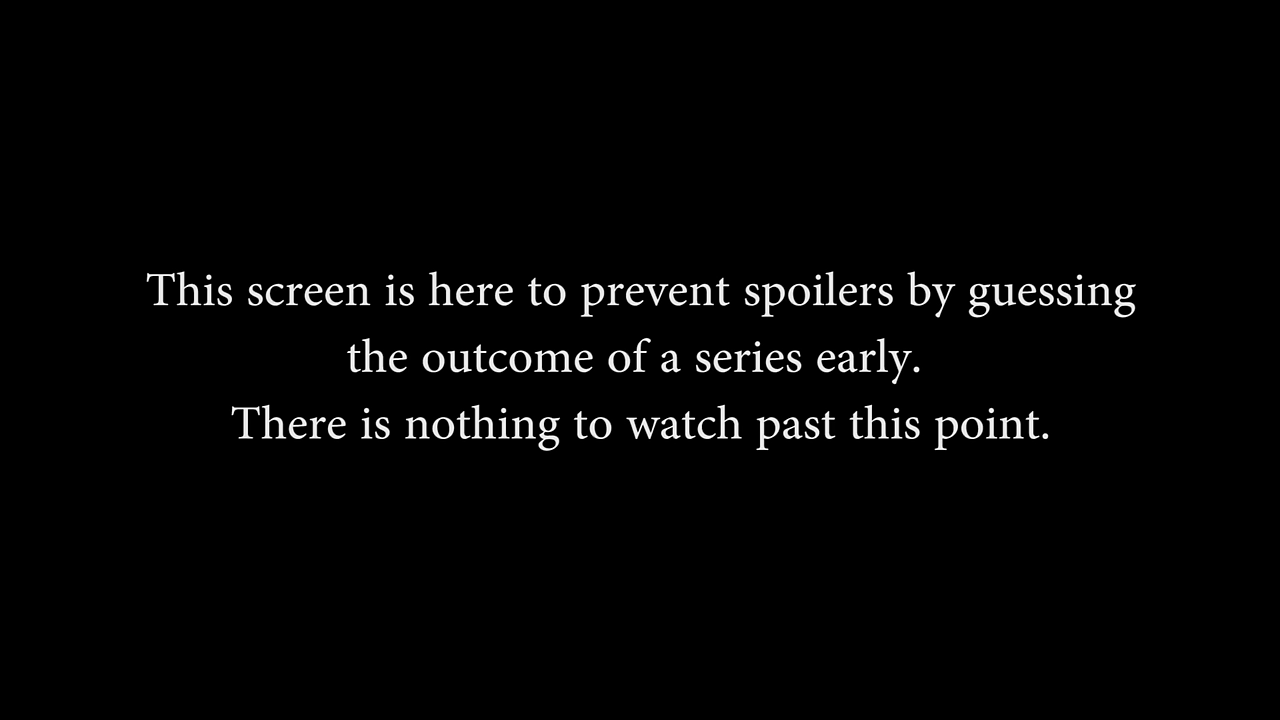 This screen is here to prevent spoilers by guessing
the outcome of a series early.
There is nothing to watch past this point.